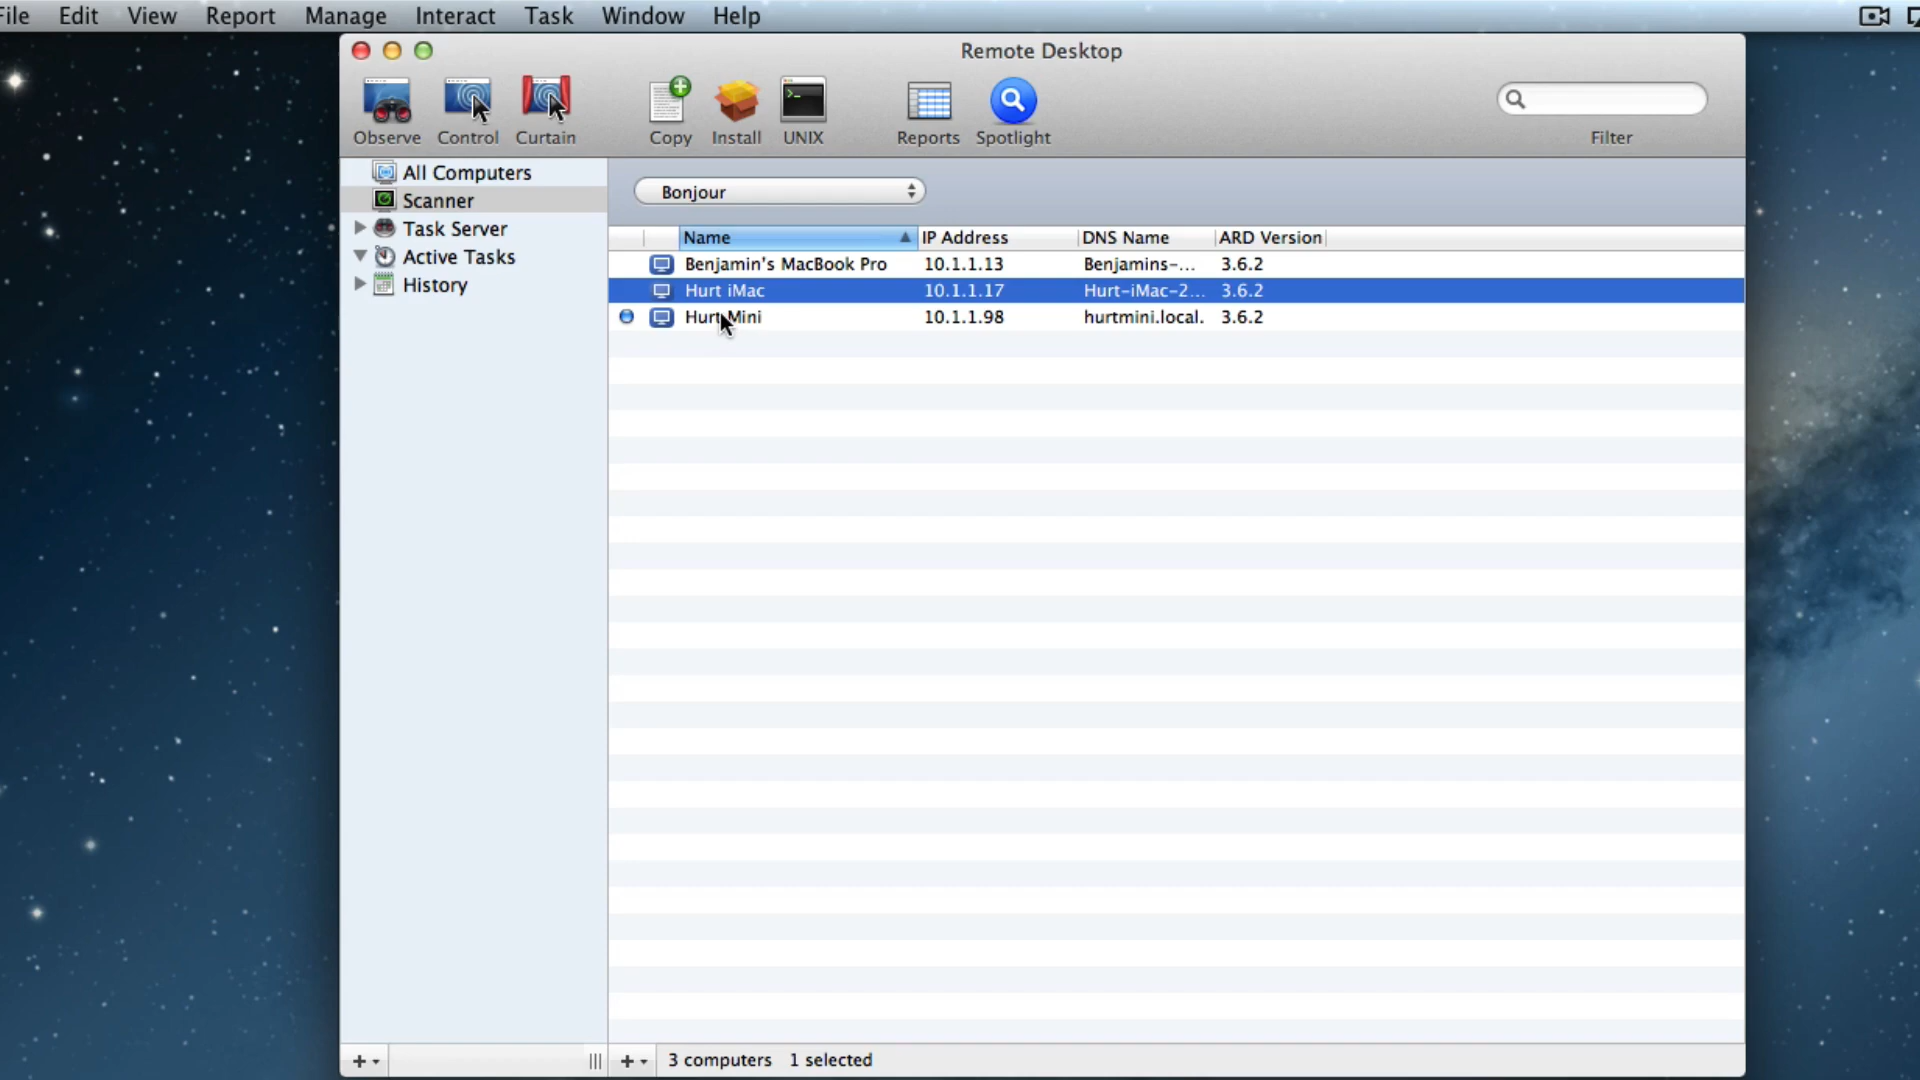 File Edit View Report Manage Interact Task Window Help
Remote Desktop
Observe Control Curtain Copy Install UNIX Reports Spotlight Filter
All Computers
Scanner
Task Server
Active Tasks
History
Bonjour
Name IP Address DNS Name ARD Version
Benjamin's MacBook Pro 10.1.1.13 Benjamins-... 3.6.2
Hurt iMac 10.1.1.17 Hurt-iMac-2... 3.6.2
Hurt Mini 10.1.1.98 hurtmini.local. 3.6.2
3 computers 1 selected